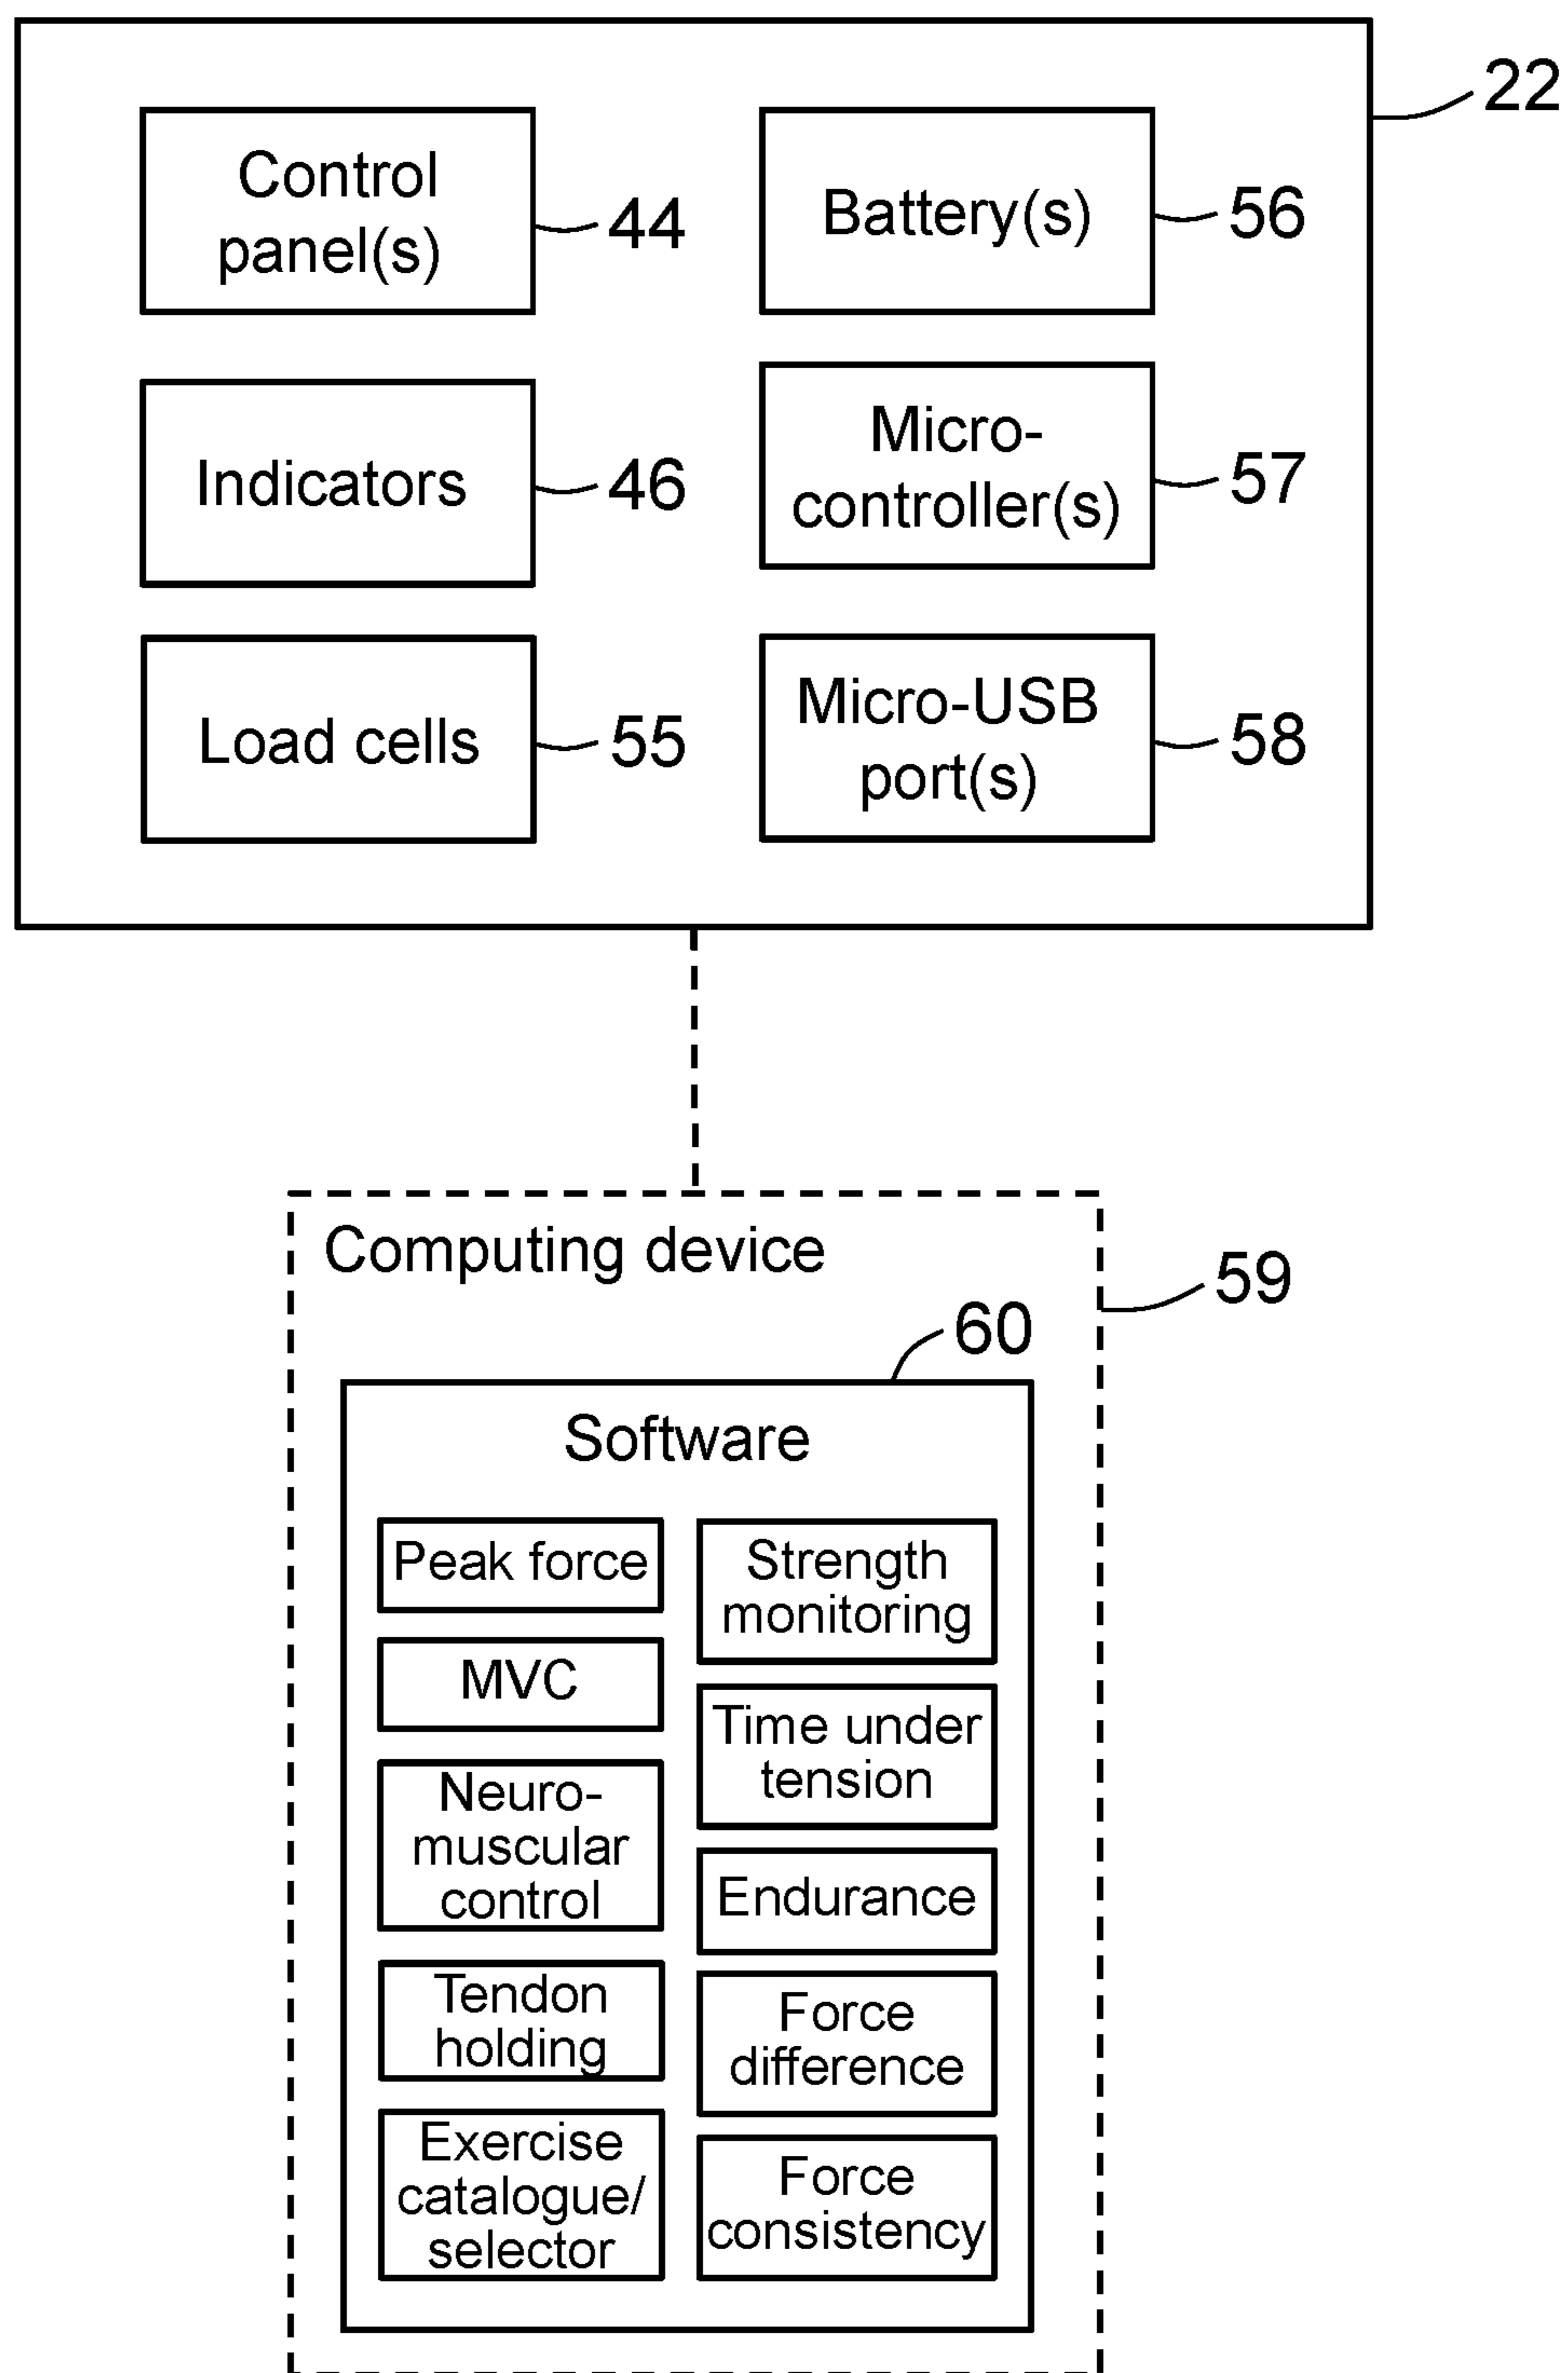 22
Control
panel(s)
44
Battery(s)
56
Indicators
46
Micro-
controller(s)
57
Load cells
55
Micro-USB
port(s)
58
Computing device
59
60
Software
Peak force
MVC
Neuro-
muscular
control
Tendon
holding
Exercise
catalogue/
selector
Strength
monitoring
Time under
tension
Endurance
Force
difference
Force
consistency